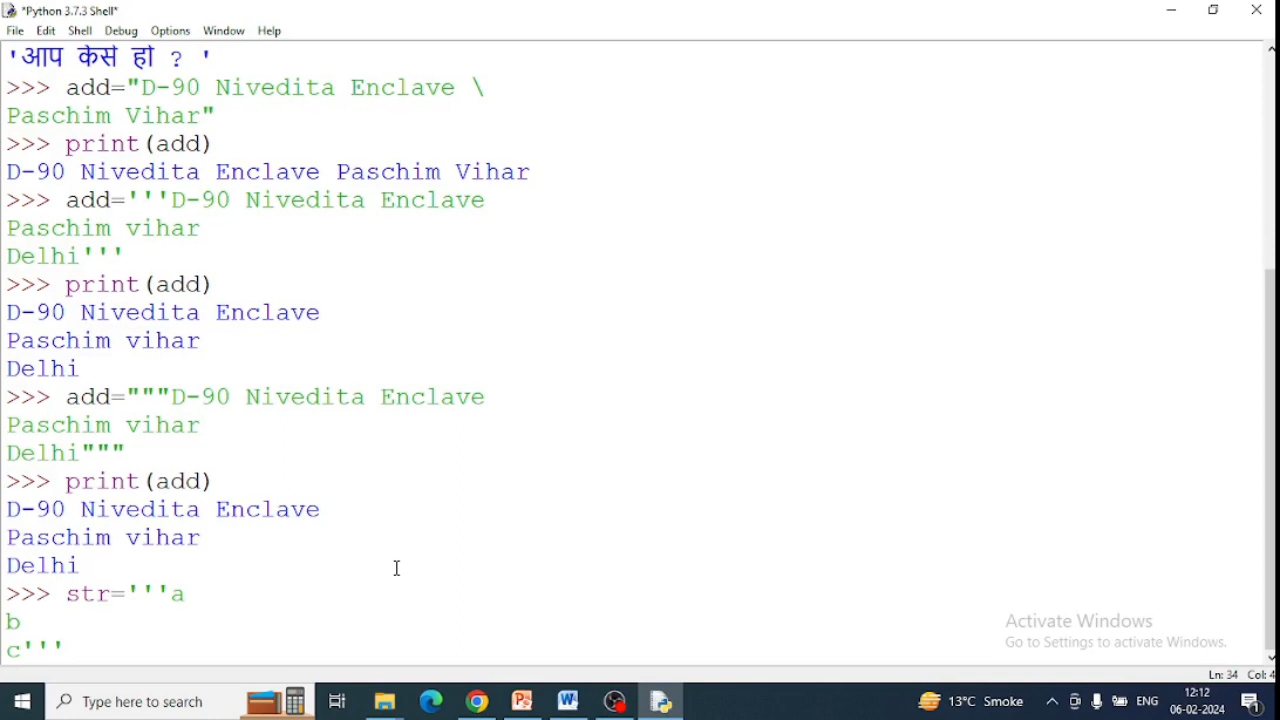 *Python 3.7.3 Shell*
File Edit Shell Debug Options Window Help
'आप केसे हो ? '
>>> add="D-90 Nivedita Enclave \
Paschim Vihar"
>>> print(add)
D-90 Nivedita Enclave Paschim Vihar
>>> add='''D-90 Nivedita Enclave
Paschim vihar
Delhi'''
>>> print(add)
D-90 Nivedita Enclave
Paschim vihar
Delhi
>>> add="""D-90 Nivedita Enclave
Paschim vihar
Delhi"""
>>> print(add)
D-90 Nivedita Enclave
Paschim vihar
Delhi
>>> str='''a
b
c'''
Activate Windows
Go to Settings to activate Windows.
Ln: 34 Col: 4
Type here to search
13°C Smoke
ENG
12:12
06-02-2024
1